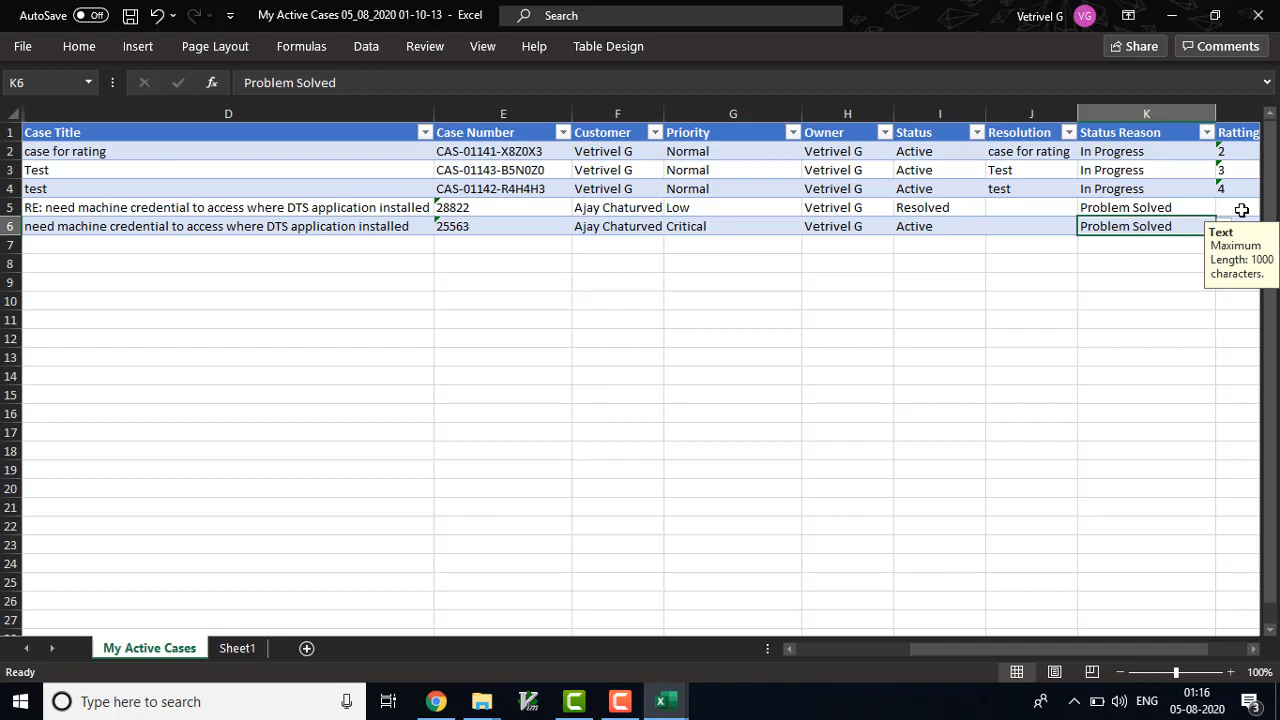 AutoSave Off My Active Cases 05_08_2020 01-10-13 - Excel Search Vetrivel G VG
File Home Insert Page Layout Formulas Data Review View Help Table Design Share Comments
K6 fx Problem Solved
D E F G H I J K
1 Case Title Case Number Customer Priority Owner Status Resolution Status Reason Ratting
2 case for rating CAS-01141-X8Z0X3 Vetrivel G Normal Vetrivel G Active case for rating In Progress 2
3 Test CAS-01143-B5N0Z0 Vetrivel G Normal Vetrivel G Active Test In Progress 3
4 test CAS-01142-R4H4H3 Vetrivel G Normal Vetrivel G Active test In Progress 4
5 RE: need machine credential to access where DTS application installed 28822 Ajay Chaturved Low Vetrivel G Resolved Problem Solved
6 need machine credential to access where DTS application installed 25563 Ajay Chaturved Critical Vetrivel G Active Problem Solved
Text
Maximum
Length: 1000
characters.
7
8
9
10
11
12
13
14
15
16
17
18
19
20
21
22
23
24
25
26
27
My Active Cases Sheet1
Ready 100%
Type here to search ENG 01:16
05-08-2020 3